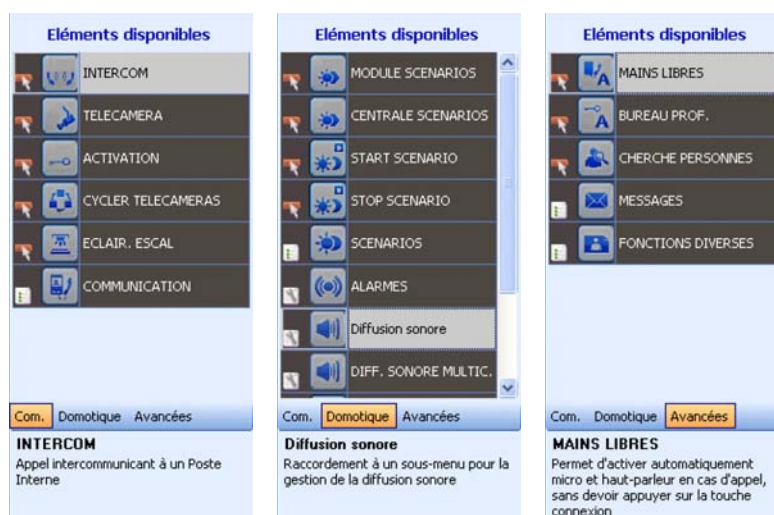 Eléments disponibles
INTERCOM
TELECAMERA
ACTIVATION
CYCLER TELECAMERAS
ECLAIR. ESCAL
COMMUNICATION
Com. Domotique Avancées
INTERCOM
Appel intercommunicant à un Poste
Interne
Eléments disponibles
MODULE SCENARIOS
CENTRALE SCENARIOS
START SCENARIO
STOP SCENARIO
SCENARIOS
ALARMES
Diffusion sonore
DIFF. SONORE MULTIC.
Com. Domotique Avancées
Diffusion sonore
Raccordement à un sous-menu pour la
gestion de la diffusion sonore
Eléments disponibles
MAINS LIBRES
BUREAU PROF.
CHERCHE PERSONNES
MESSAGES
FONCTIONS DIVERSES
Com. Domotique Avancées
MAINS LIBRES
Permet d'activer automatiquement
micro et haut-parleur en cas d'appel,
sans devoir appuyer sur la touche
connexion